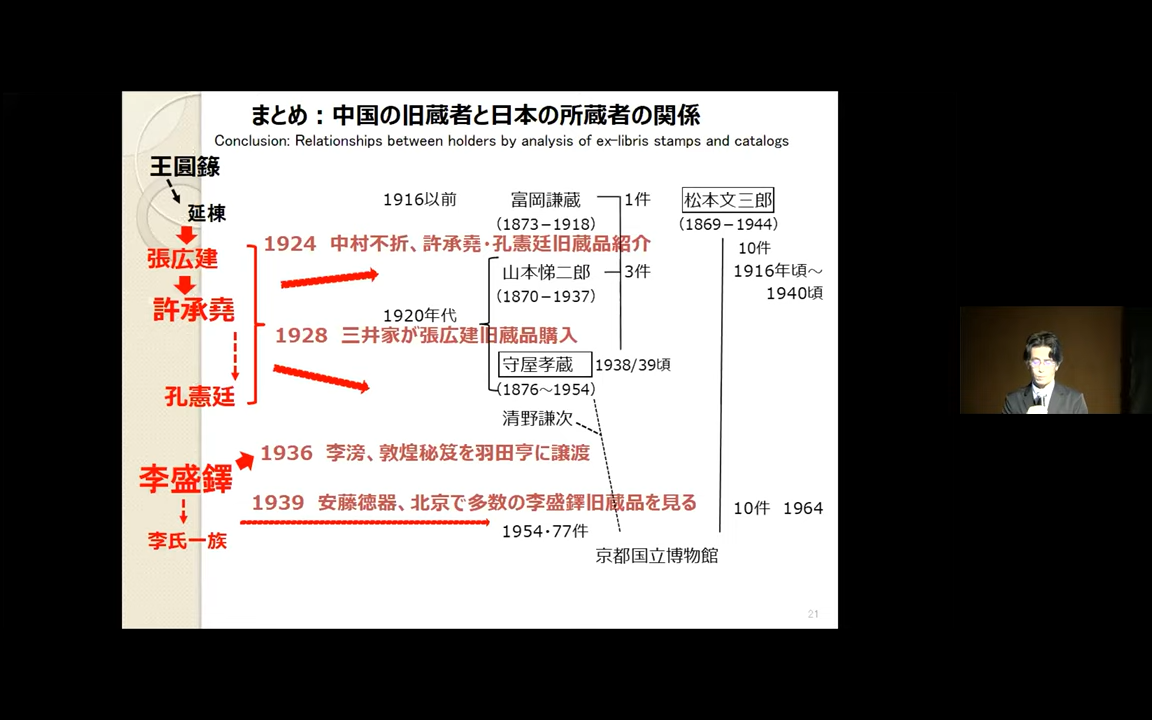 まとめ：中国の旧蔵者と日本の所蔵者の関係
Conclusion: Relationships between holders by analysis of ex-libris stamps and catalogs
王圓籙
延棟
張広建
許承堯
孔憲廷
李盛鐸
李氏一族
1916以前
富岡謙蔵
1件
(1873－1918)
松本文三郎
(1869－1944)
10件
1916年頃～
1940頃
1924 中村不折、許承堯・孔憲廷旧蔵品紹介
山本悌二郎
3件
(1870－1937)
1920年代
1928 三井家が張広建旧蔵品購入
守屋孝蔵
1938/39頃
(1876～1954)
清野謙次
1936 李滂、敦煌秘笈を羽田亨に譲渡
1939 安藤徳器、北京で多数の李盛鐸旧蔵品を見る
10件 1964
1954・77件
京都国立博物館
21